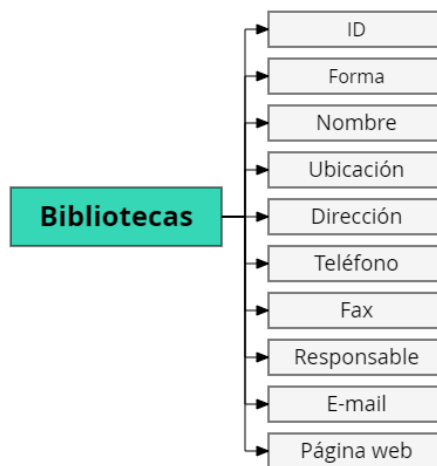 ID
Forma
Nombre
Ubicación
Bibliotecas
Dirección
Teléfono
Fax
Responsable
E-mail
Página web